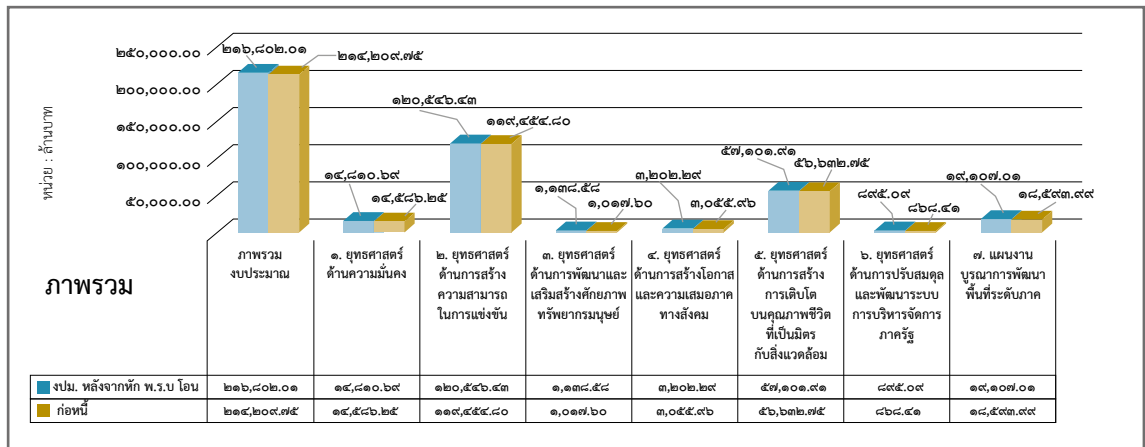 ๒๕๐,๐๐๐.๐๐
๒๐๐,๐๐๐.๐๐
๑๕๐,๐๐๐.๐๐
๑๐๐,๐๐๐.๐๐
๕๐,๐๐๐.๐๐
หน่วย : ล้านบาท
๒๑๖,๘๐๒.๐๑
๒๑๔,๒๐๙.๗๕
๑๔,๘๑๐.๖๙
๑๔,๕๘๖.๒๕
๑๒๐,๕๔๖.๔๓
๑๑๙,๔๕๔.๘๐
๑,๑๓๘.๕๘
๑,๐๑๗.๖๐
๓,๒๐๒.๒๙
๓,๐๕๕.๙๖
๕๗,๑๐๑.๙๑
๕๖,๖๓๒.๗๕
๘๙๕.๐๙
๘๖๘.๔๑
๑๙,๑๐๗.๐๑
๑๘,๕๙๓.๙๙
ภาพรวม
ภาพรวม
งบประมาณ
๑. ยุทธศาสตร์
ด้านความมั่นคง
๒. ยุทธศาสตร์
ด้านการสร้าง
ความสามารถ
ในการแข่งขัน
๓. ยุทธศาสตร์
ด้านการพัฒนาและ
เสริมสร้างศักยภาพ
ทรัพยากรมนุษย์
๔. ยุทธศาสตร์
ด้านการสร้างโอกาส
และความเสมอภาค
ทางสังคม
๕. ยุทธศาสตร์
ด้านการสร้าง
การเติบโต
บนคุณภาพชีวิต
ที่เป็นมิตร
กับสิ่งแวดล้อม
๖. ยุทธศาสตร์
ด้านการปรับสมดุล
และพัฒนาระบบ
การบริหารจัดการ
ภาครัฐ
๗. แผนงาน
บูรณาการพัฒนา
พื้นที่ระดับภาค
งปม. หลังจากหัก พ.ร.บ โอน ๒๑๖,๘๐๒.๐๑ ๑๔,๘๑๐.๖๙ ๑๒๐,๕๔๖.๔๓ ๑,๑๓๘.๕๘ ๓,๒๐๒.๒๙ ๕๗,๑๐๑.๙๑ ๘๙๕.๐๙ ๑๙,๑๐๗.๐๑
ก่อหนี้ ๒๑๔,๒๐๙.๗๕ ๑๔,๕๘๖.๒๕ ๑๑๙,๔๕๔.๘๐ ๑,๐๑๗.๖๐ ๓,๐๕๕.๙๖ ๕๖,๖๓๒.๗๕ ๘๖๘.๔๑ ๑๘,๕๙๓.๙๙